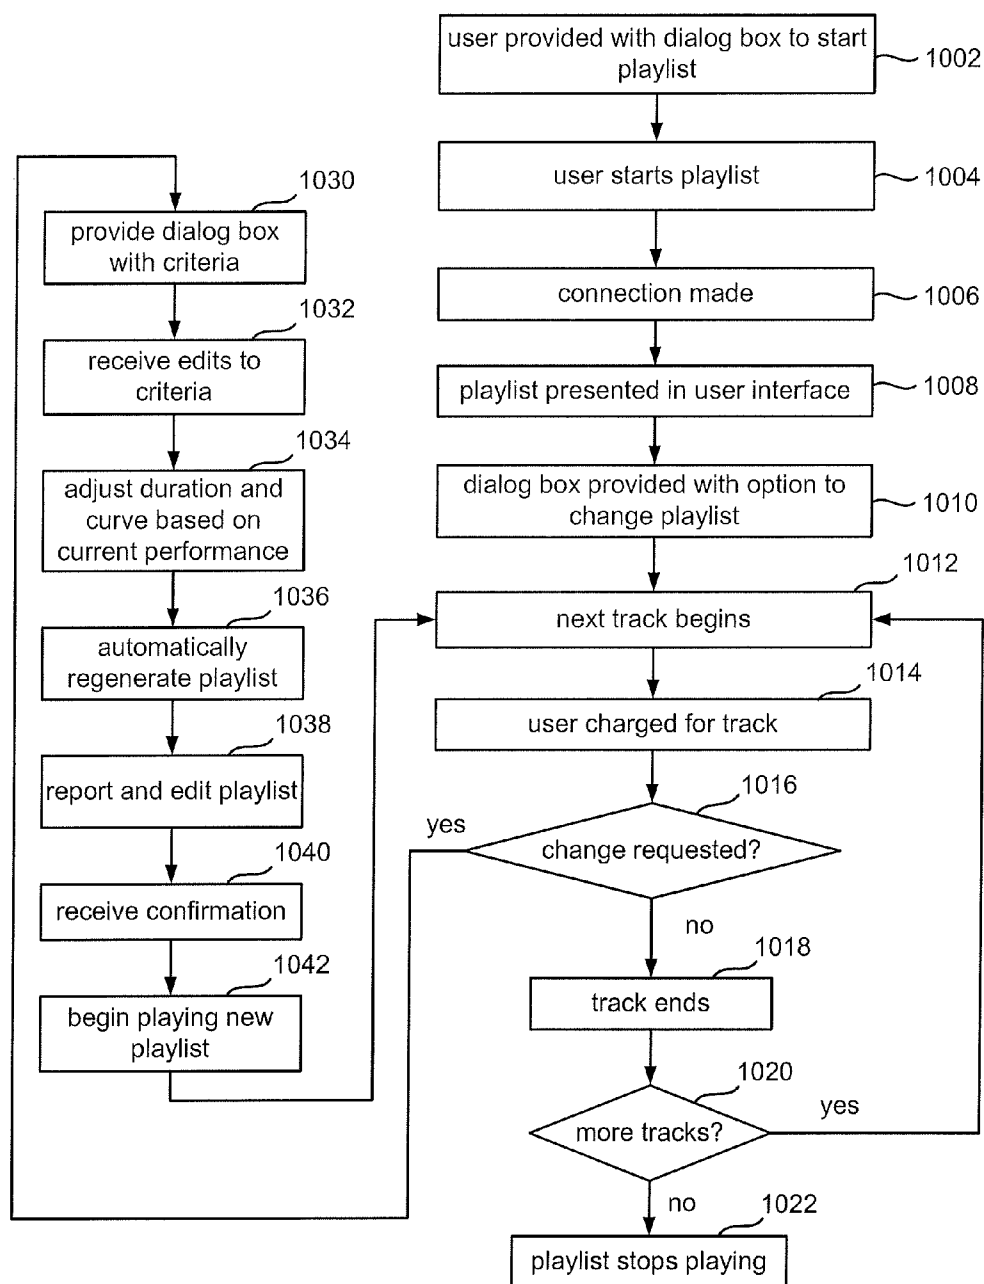 user provided with dialog box to start
playlist
1002
user starts playlist
1004
connection made
1006
playlist presented in user interface
1008
dialog box provided with option to
change playlist
1010
1012
next track begins
1014
user charged for track
1016
change requested?
yes
no
1018
track ends
1020
more tracks?
yes
no
1022
playlist stops playing
1030
provide dialog box
with criteria
1032
receive edits to
criteria
1034
adjust duration and
curve based on
current performance
1036
automatically
regenerate playlist
1038
report and edit playlist
1040
receive confirmation
1042
begin playing new
playlist